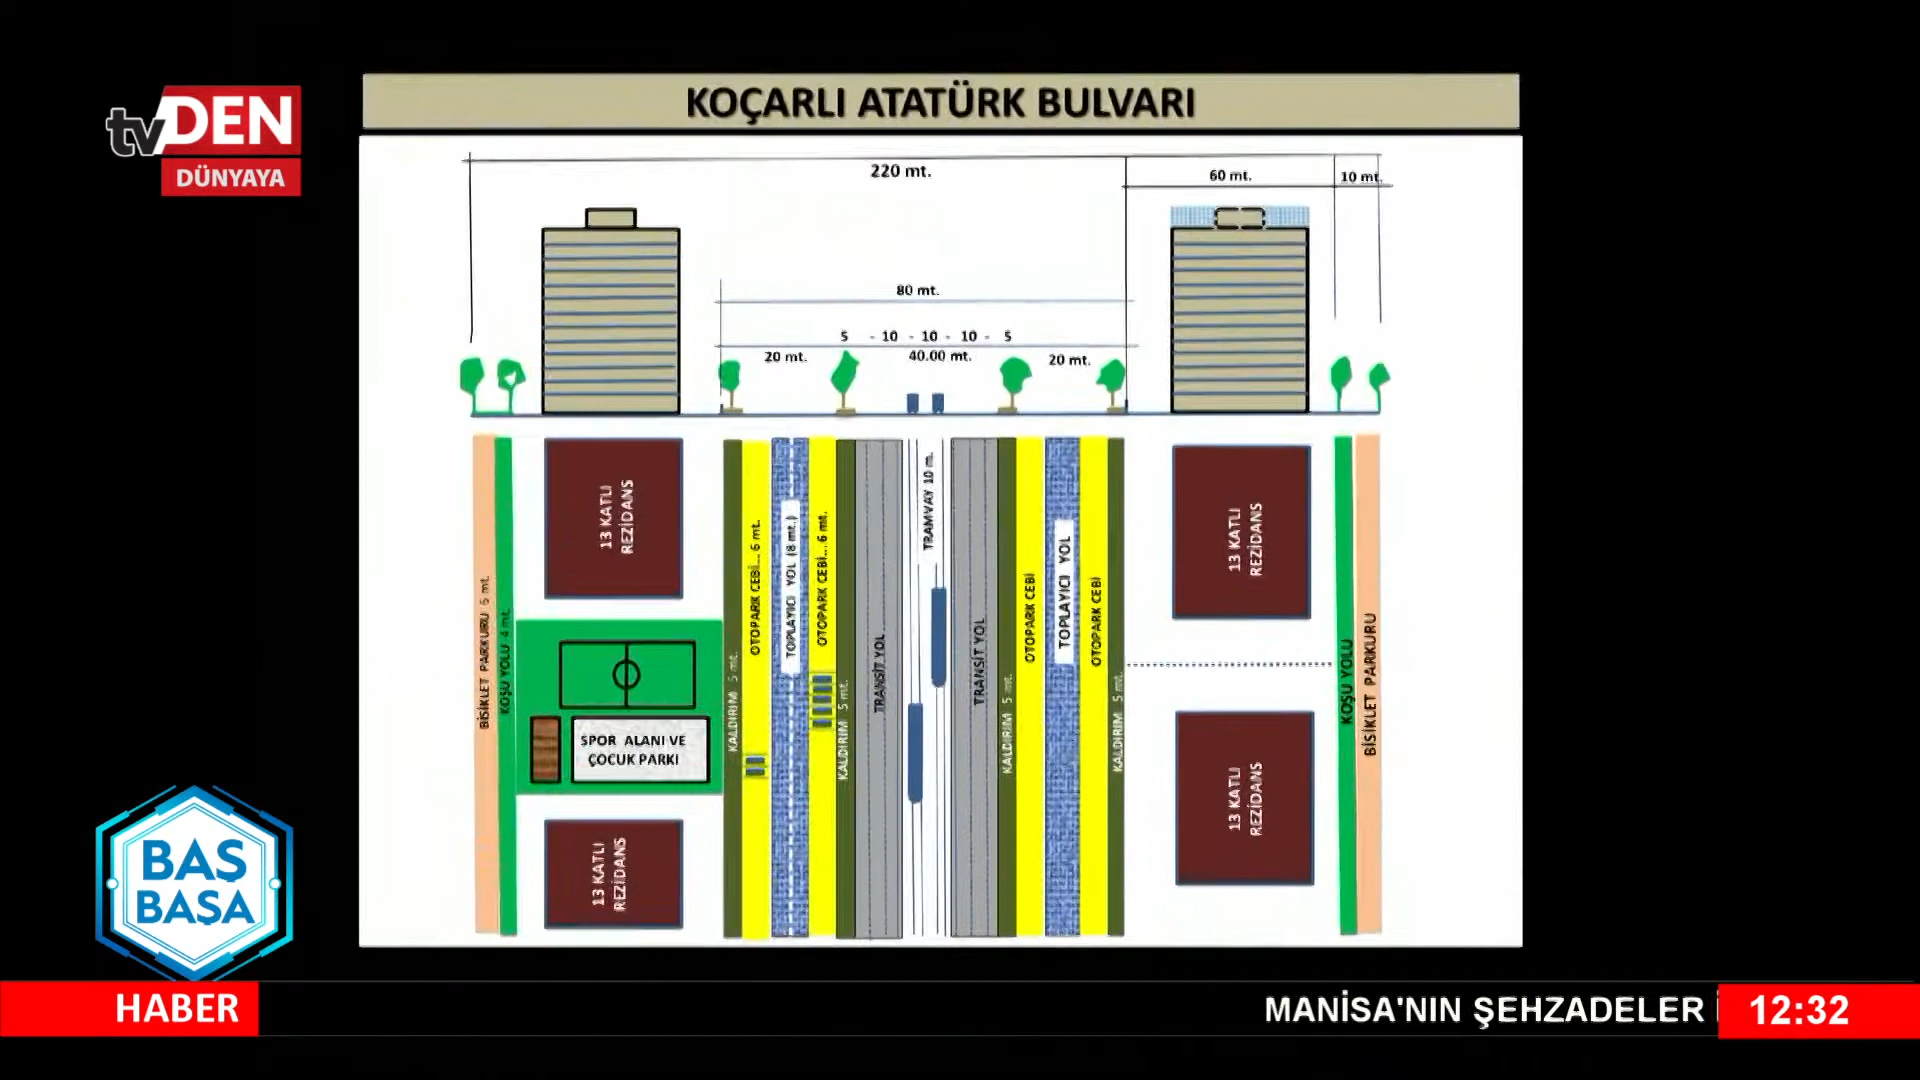 tvDEN
DÜNYAYA
KOÇARLI ATATÜRK BULVARI
220 mt.
60 mt.
10 mt.
80 mt.
5 - 10 - 10 - 10 - 5
20 mt.
40.00 mt.
20 mt.
BİSİKLET PARKURU 6 mt.
KOŞU YOLU 4 mt.
13 KATLI
REZİDANS
SPOR ALANI VE
ÇOCUK PARKI
13 KATLI
REZİDANS
KALDIRIM 5 mt.
OTOPARK CEBİ... 6 mt.
TOPLAYICI YOL (8 mt.)
OTOPARK CEBİ... 6 mt.
KALDIRIM 5 mt.
TRANSİT YOL
TRAMVAY 10 m.
TRANSİT YOL
KALDIRIM 5 mt.
OTOPARK CEBİ
TOPLAYICI YOL
OTOPARK CEBİ
KALDIRIM 5 mt.
13 KATLI
REZİDANS
13 KATLI
REZİDANS
KOŞU YOLU
BİSİKLET PARKURU
BAŞ
BAŞA
HABER
MANİSA'NIN ŞEHZADELER
12:32